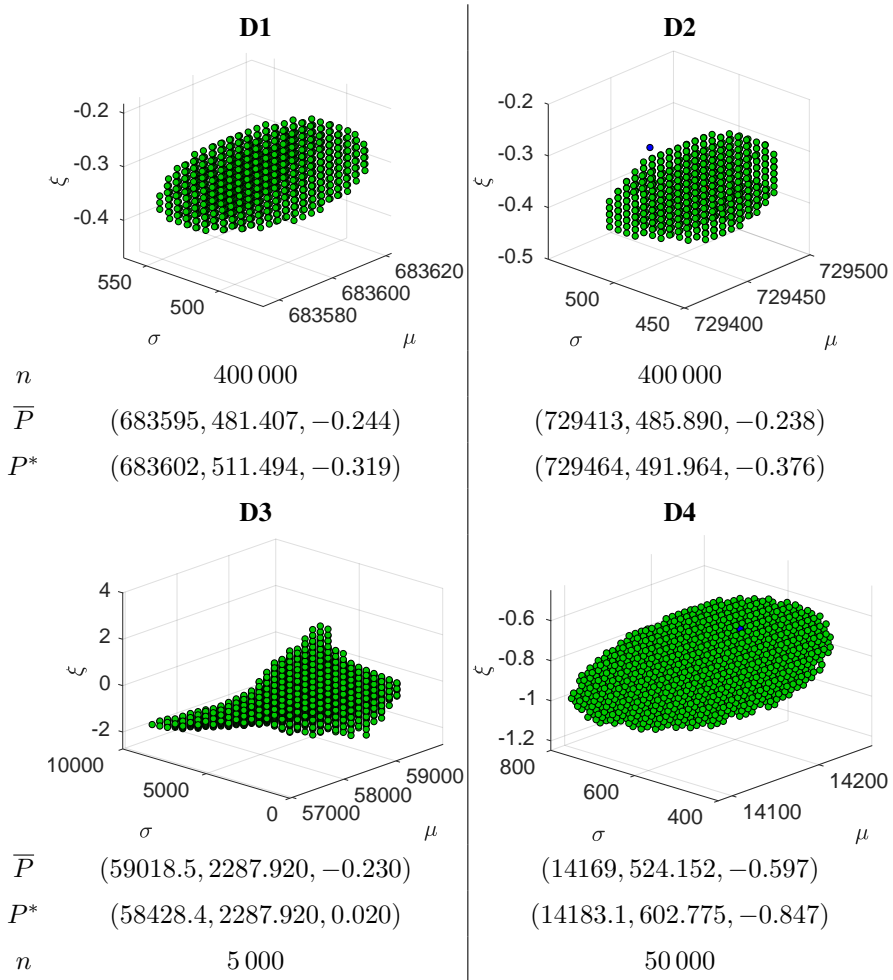 D1 D2
-0.2 -0.2
-0.3 -0.3
ξ ξ
-0.4 -0.4
-0.5
550 683620 500 729500
500 683600 729450
683580 450 729400
σ μ σ μ
n 400 000 400 000
P̅ (683595, 481.407, −0.244) (729413, 485.890, −0.238)
P* (683602, 511.494, −0.319) (729464, 491.964, −0.376)
D3 D4
4 -0.6
2 -0.8
ξ ξ
0 -1
-2 -1.2
10000 59000 800 14200
5000 58000 600
0 57000 400 14100
σ μ σ μ
P̅ (59018.5, 2287.920, −0.230) (14169, 524.152, −0.597)
P* (58428.4, 2287.920, 0.020) (14183.1, 602.775, −0.847)
n 5 000 50 000